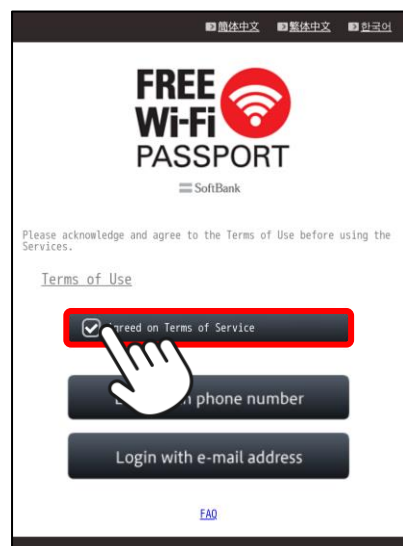 簡体中文 繁体中文 한국어
FREE
Wi-Fi
PASSPORT
SoftBank
Please acknowledge and agree to the Terms of Use before using the
Services.
Terms of Use
greed on Terms of Service
phone number
Login with e-mail address
FAQ